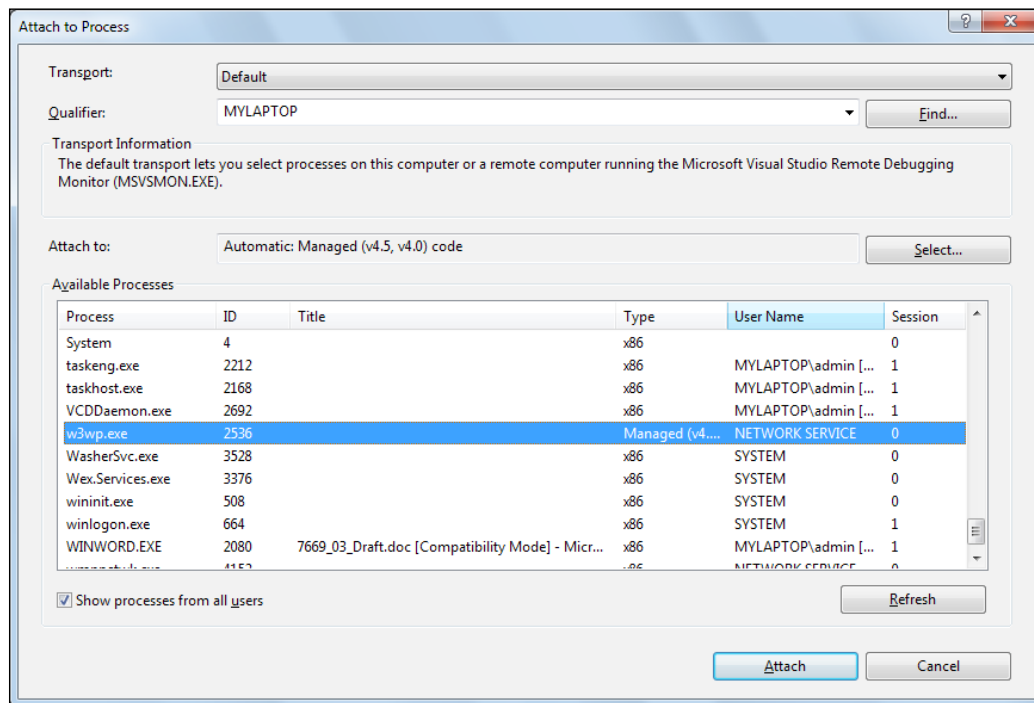 Attach to Process
Transport: Default
Qualifier: MYLAPTOP Find...
Transport Information
The default transport lets you select processes on this computer or a remote computer running the Microsoft Visual Studio Remote Debugging
Monitor (MSVSMON.EXE).
Attach to: Automatic: Managed (v4.5, v4.0) code Select...
Available Processes
Process ID Title Type User Name Session
System 4 x86 0
taskeng.exe 2212 x86 MYLAPTOP\admin [... 1
taskhost.exe 2168 x86 MYLAPTOP\admin [... 1
VCDDaemon.exe 2692 x86 MYLAPTOP\admin [... 1
w3wp.exe 2536 Managed (v4.... NETWORK SERVICE 0
WasherSvc.exe 3528 x86 SYSTEM 0
Wex.Services.exe 3376 x86 SYSTEM 0
wininit.exe 508 x86 SYSTEM 0
winlogon.exe 664 x86 SYSTEM 1
WINWORD.EXE 2080 7669_03_Draft.doc [Compatibility Mode] - Micr... x86 MYLAPTOP\admin [... 1
4152 x86 NETWORK SERVICE 0
Show processes from all users Refresh
Attach Cancel